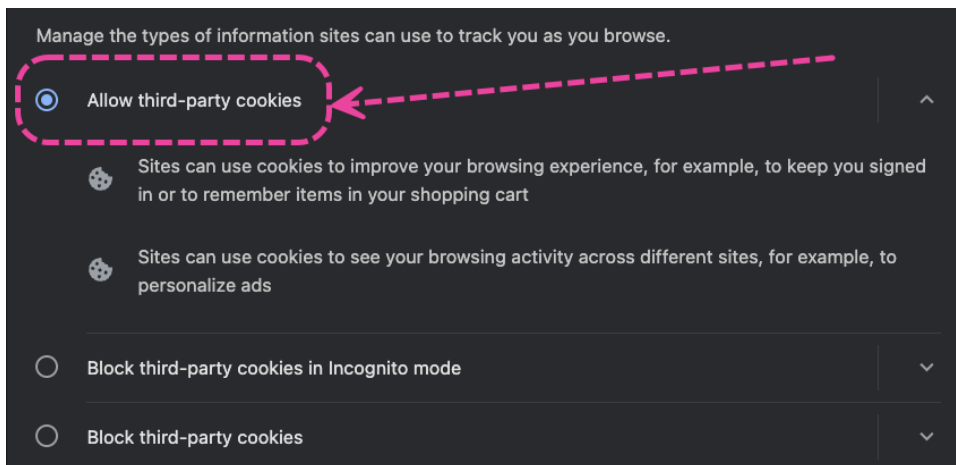 Manage the types of information sites can use to track you as you browse.
Allow third-party cookies
Sites can use cookies to improve your browsing experience, for example, to keep you signed
in or to remember items in your shopping cart
Sites can use cookies to see your browsing activity across different sites, for example, to
personalize ads
Block third-party cookies in Incognito mode
Block third-party cookies